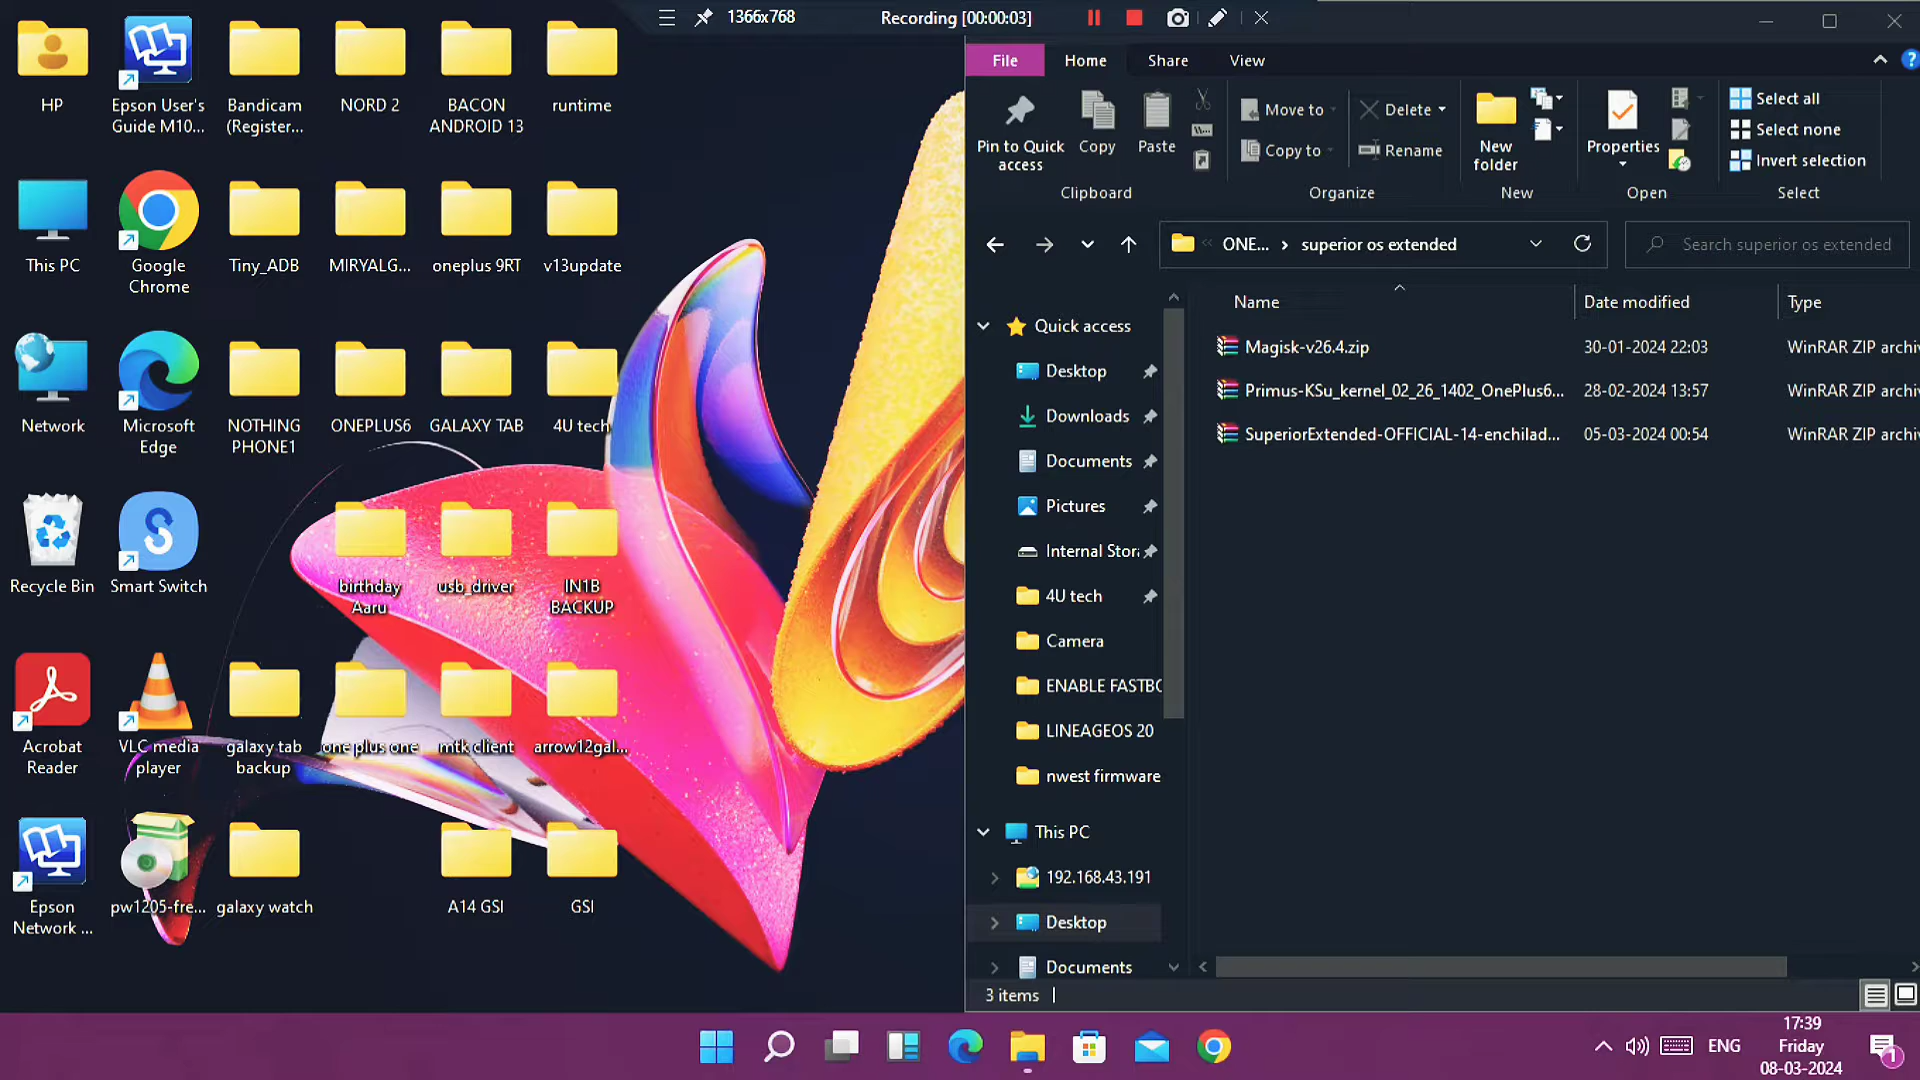 1366x768
Recording [00:00:03]
HP
Epson User's
Guide M10...
Bandicam
(Register...
NORD 2
BACON
ANDROID 13
runtime
This PC
Google
Chrome
Tiny_ADB
MIRYALG...
oneplus 9RT
v13update
Network
Microsoft
Edge
NOTHING
PHONE1
ONEPLUS6
GALAXY TAB
4U tech
Recycle Bin
Smart Switch
birthday
Aaru
usb_driver
IN1B
BACKUP
Acrobat
Reader
VLC media
player
galaxy tab
backup
one plus one
mtk client
arrow12gal...
Epson
Network ...
pw1205-fre...
galaxy watch
A14 GSI
GSI
File
Home
Share
View
Pin to Quick
access
Copy
Paste
Move to
Copy to
Delete
Rename
New
folder
Properties
Select all
Select none
Invert selection
Clipboard
Organize
New
Open
Select
ONE...
superior os extended
Search superior os extended
Name
Date modified
Type
Magisk-v26.4.zip
30-01-2024 22:03
WinRAR ZIP archi
Primus-KSu_kernel_02_26_1402_OnePlus6...
28-02-2024 13:57
WinRAR ZIP archi
SuperiorExtended-OFFICIAL-14-enchilad...
05-03-2024 00:54
WinRAR ZIP archi
Quick access
Desktop
Downloads
Documents
Pictures
Internal Stor
4U tech
Camera
ENABLE FASTBO
LINEAGEOS 20
nwest firmware
This PC
192.168.43.191
Desktop
Documents
3 items
ENG
17:39
Friday
08-03-2024
1